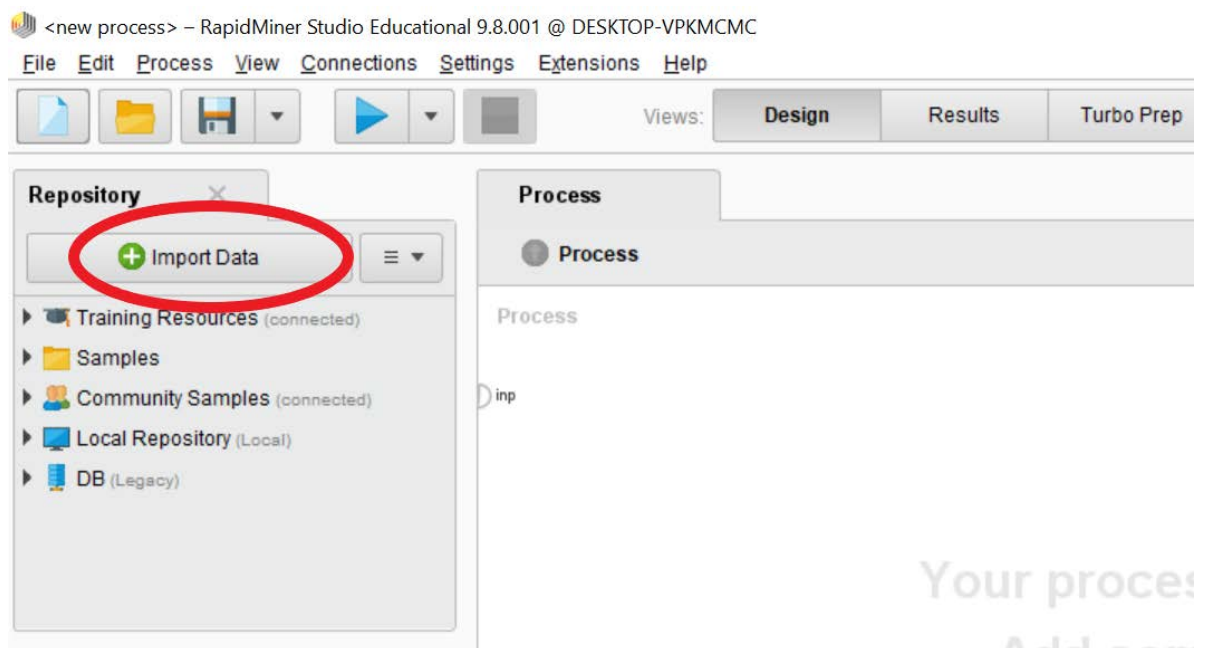 <new process> – RapidMiner Studio Educational 9.8.001 @ DESKTOP-VPKMCMC
File Edit Process View Connections Settings Extensions Help
Views: Design Results Turbo Prep
Repository Process
Import Data Process
Training Resources (connected)
Process
Samples
Community Samples (connected)
inp
Local Repository (Local)
DB (Legacy)
Your